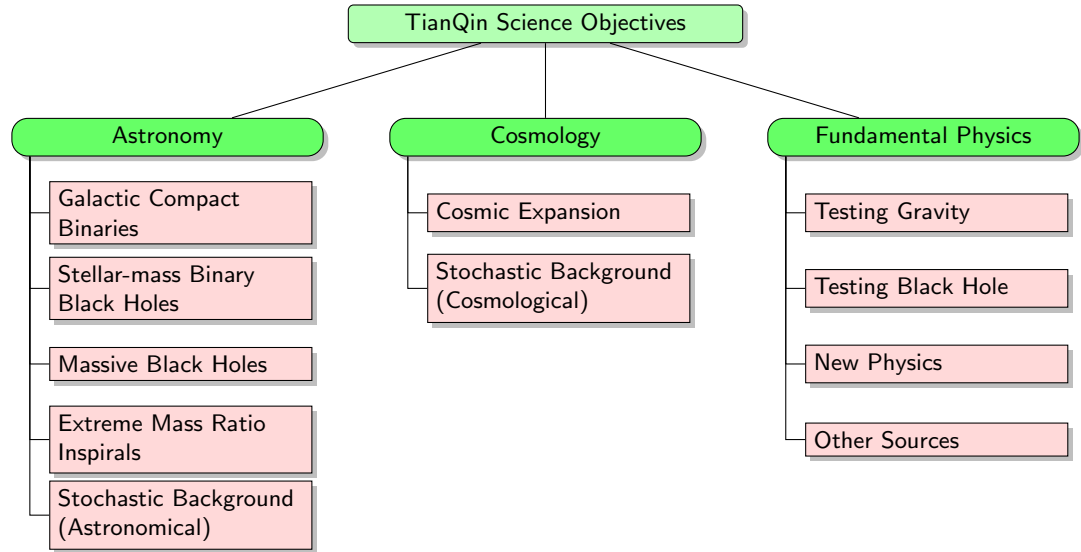 TianQin Science Objectives
Astronomy
Galactic Compact
Binaries
Stellar-mass Binary
Black Holes
Massive Black Holes
Extreme Mass Ratio
Inspirals
Stochastic Background
(Astronomical)
Cosmology
Cosmic Expansion
Stochastic Background
(Cosmological)
Fundamental Physics
Testing Gravity
Testing Black Hole
New Physics
Other Sources